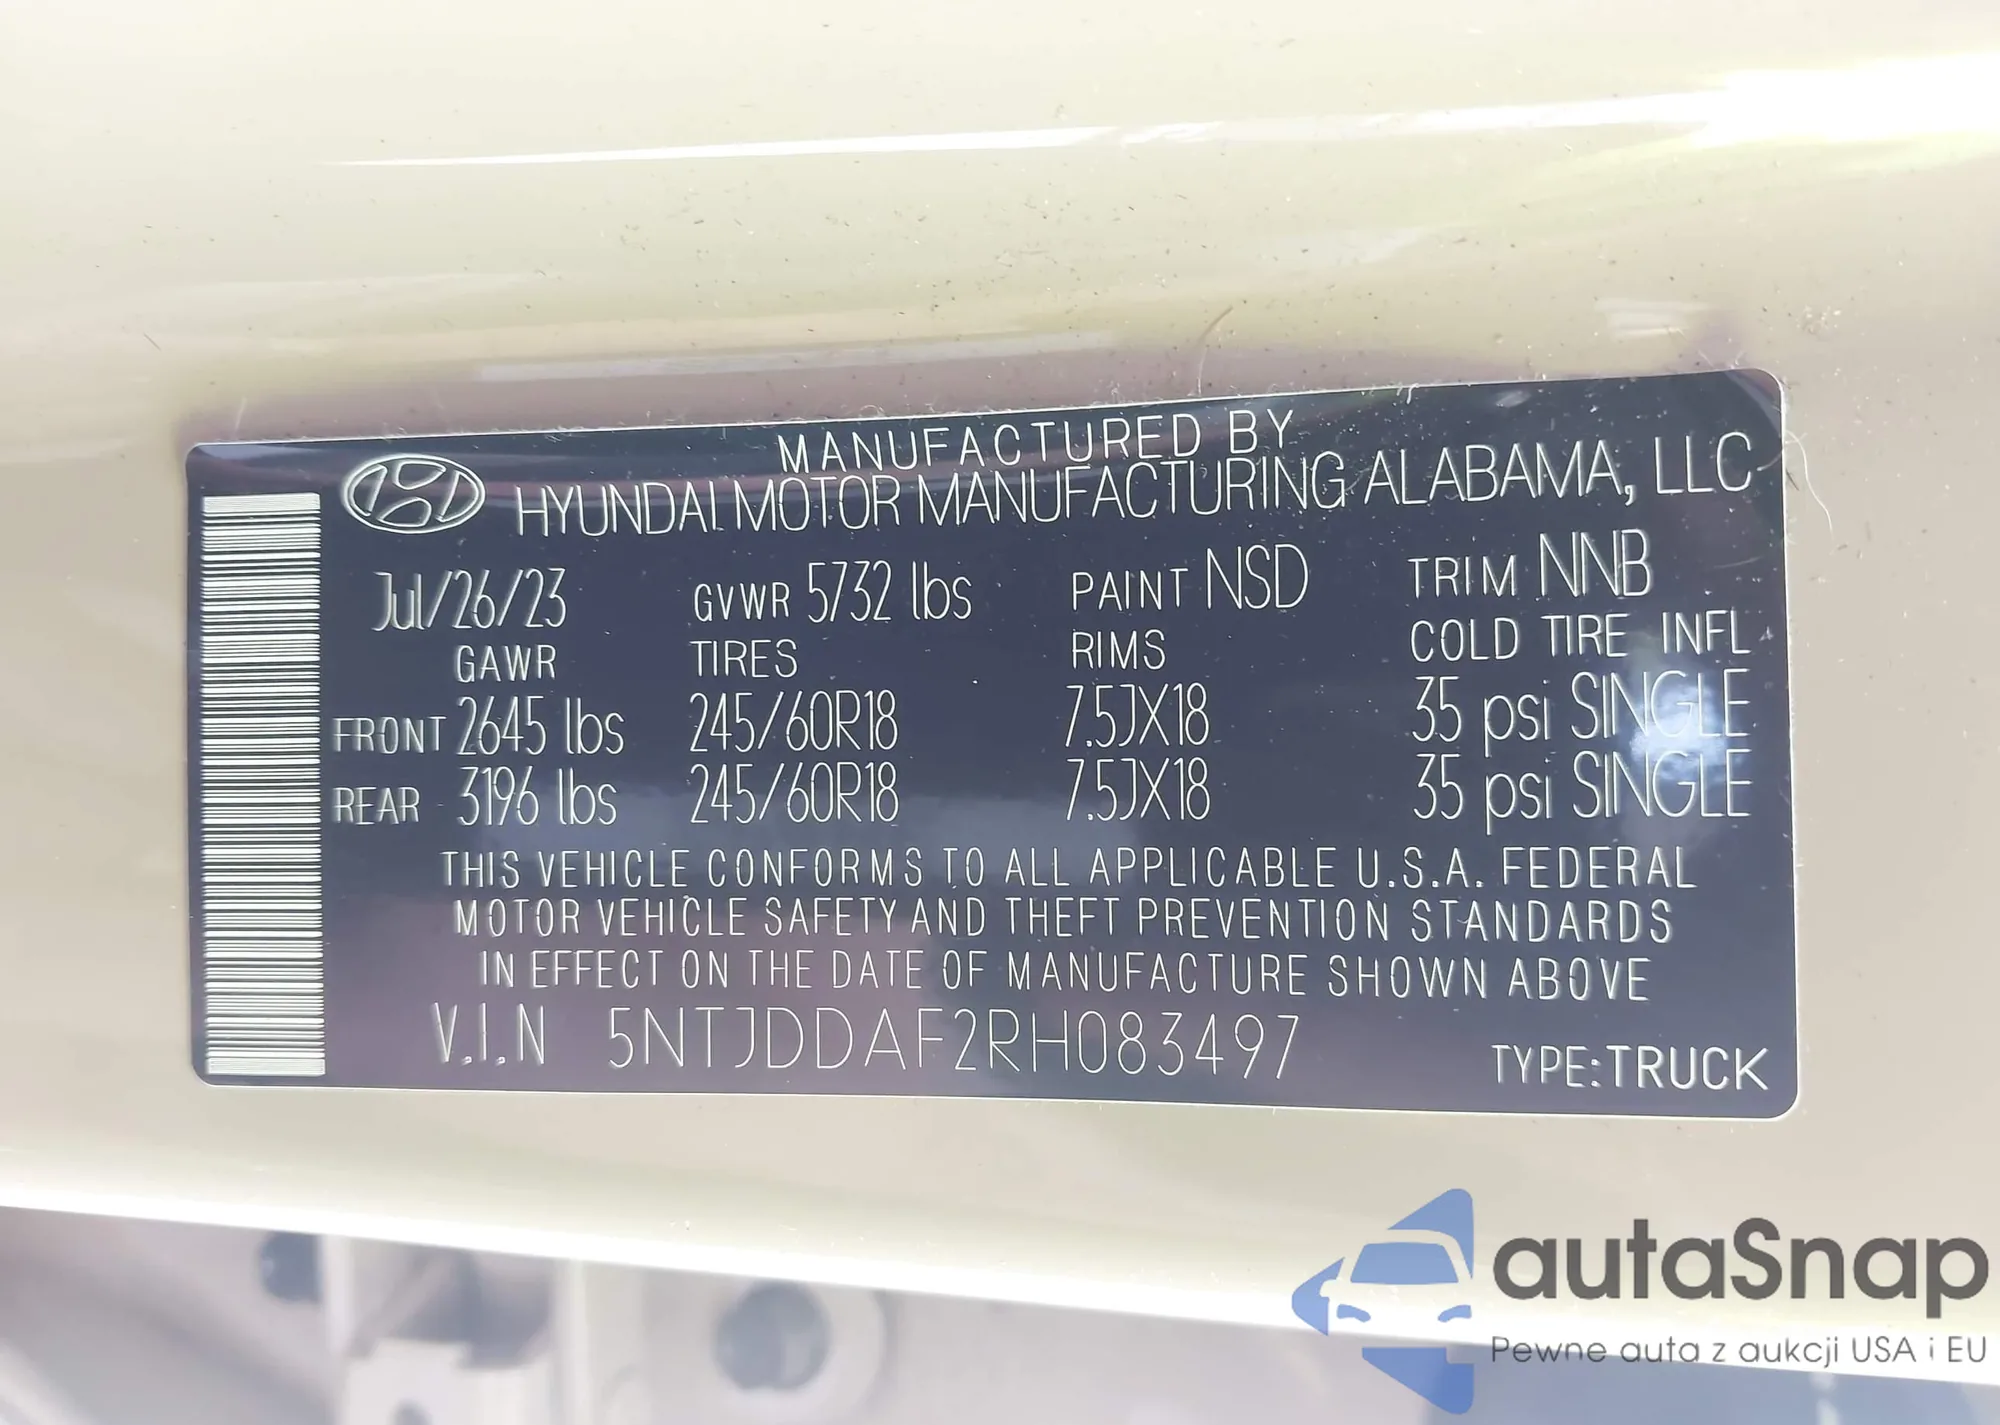 MANUFACTURED BY
HYUNDAI MOTOR MANUFACTURING ALABAMA, LLC
Jul/26/23 GVWR 5732 lbs PAINT NSD TRIM NNB
GAWR TIRES RIMS COLD TIRE INFL
FRONT 2645 lbs 245/60R18 7.5JX18 35 psi SINGLE
REAR 3196 lbs 245/60R18 7.5JX18 35 psi SINGLE
THIS VEHICLE CONFORMS TO ALL APPLICABLE U.S.A. FEDERAL
MOTOR VEHICLE SAFETY AND THEFT PREVENTION STANDARDS
IN EFFECT ON THE DATE OF MANUFACTURE SHOWN ABOVE
V.I.N 5NTJDDAF2RH083497 TYPE:TRUCK
autaSnap
Pewne auta z aukcji USA i EU